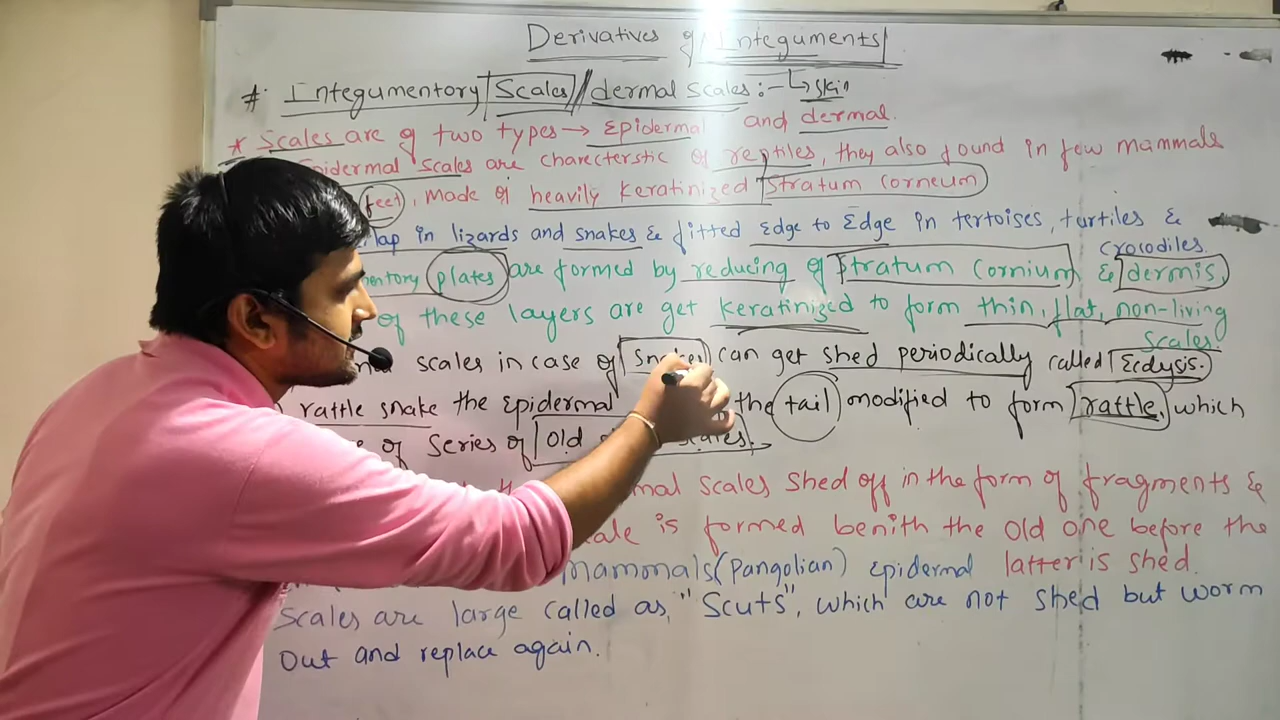 Derivatives of Integuments
#. Integumentory Scales//dermal scales:- ↳ skin
* Scales are of two types → Epidermal and dermal.
idermal scales are charecterstic of reptiles, they also found in few mammals
feet, made of heavily keratinized stratum corneum
lap in lizards and snakes & fitted Edge to Edge in tertoises, turtiles &
crocodiles.
entory plates are formed by reducing of stratum cornium & dermis
of these layers are get keratinized to form thin, flat, non-living
scales
scales in case of snakes can get shed periodically called Ecdysis.
rattle snake the Epidermal the tail modified to form rattle, which
of series of old scales.
mal scales shed off in the form of fragments &
ale is formed benith the old one before the
mammals (Pangolian) epidermal latter is shed.
Scales are large called as, "Scuts", which are not shed but worm
out and replace again.